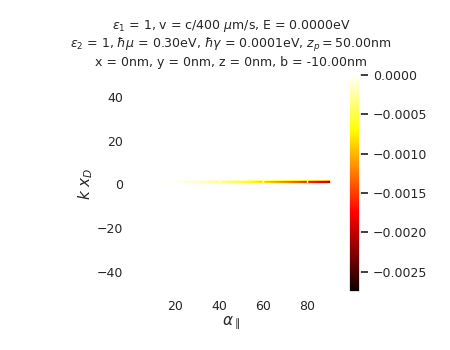 ε₁ = 1, v = c/400 μm/s, E = 0.0000eV
ε₂ = 1, ℏμ = 0.30eV, ℏγ = 0.0001eV, zₚ = 50.00nm
x = 0nm, y = 0nm, z = 0nm, b = -10.00nm
k x_D
40
20
0
−20
−40
20 40 60 80
α∥
0.0000
−0.0005
−0.0010
−0.0015
−0.0020
−0.0025